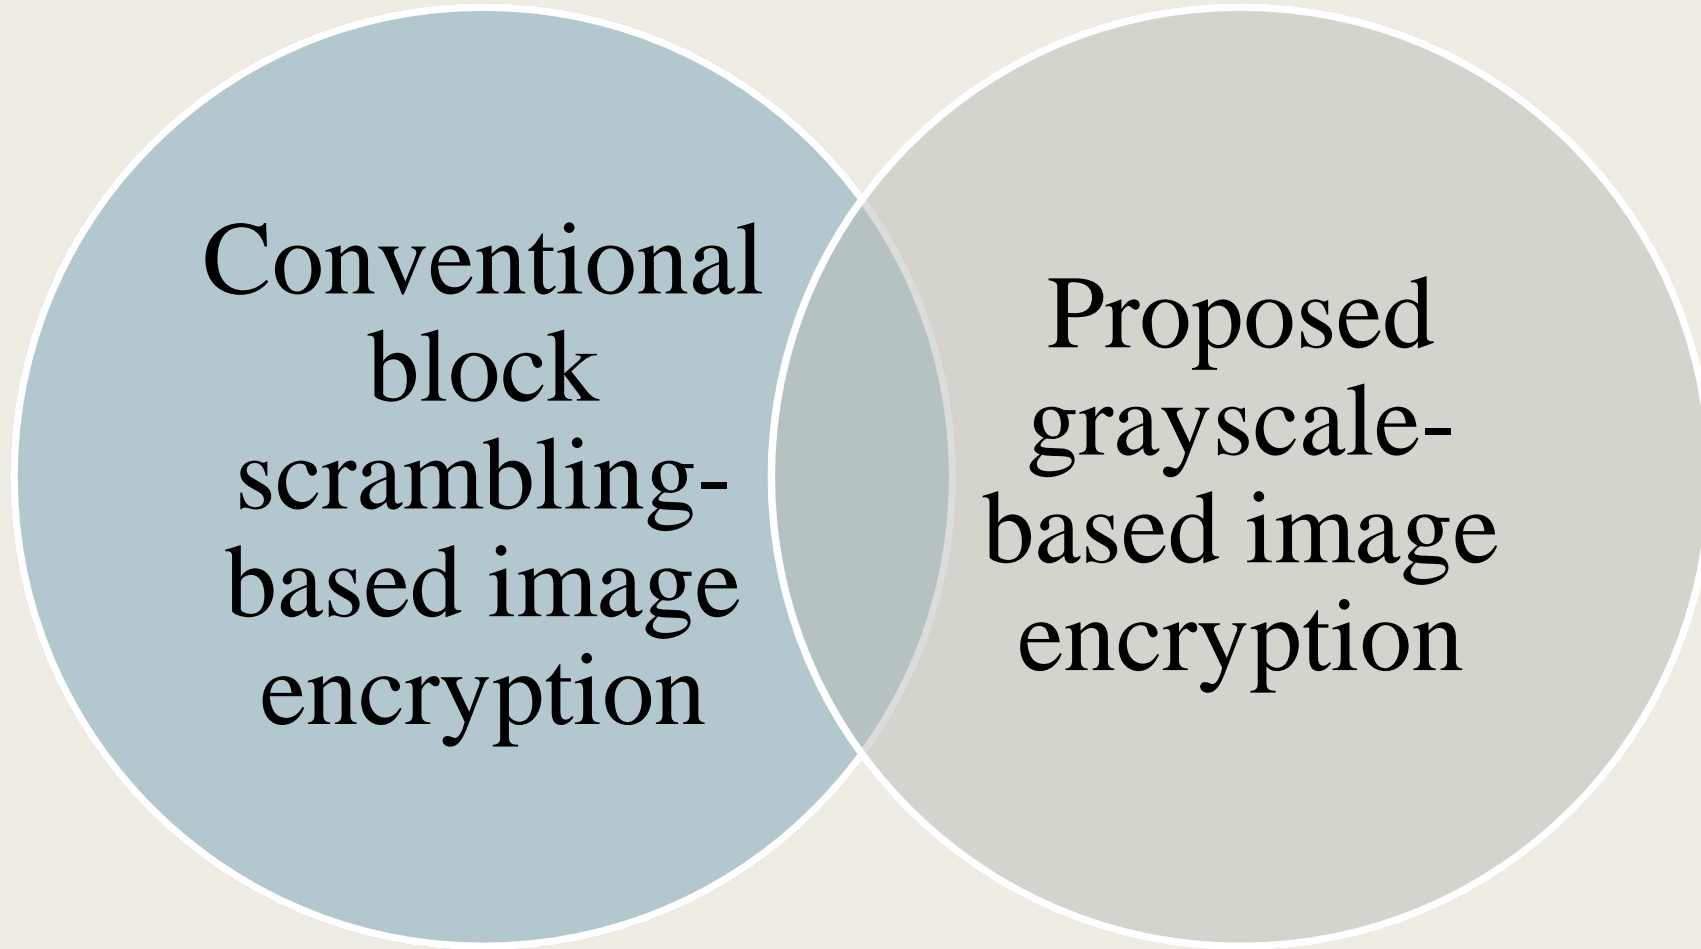 Conventional
block
scrambling-
based image
encryption
Proposed
grayscale-
based image
encryption